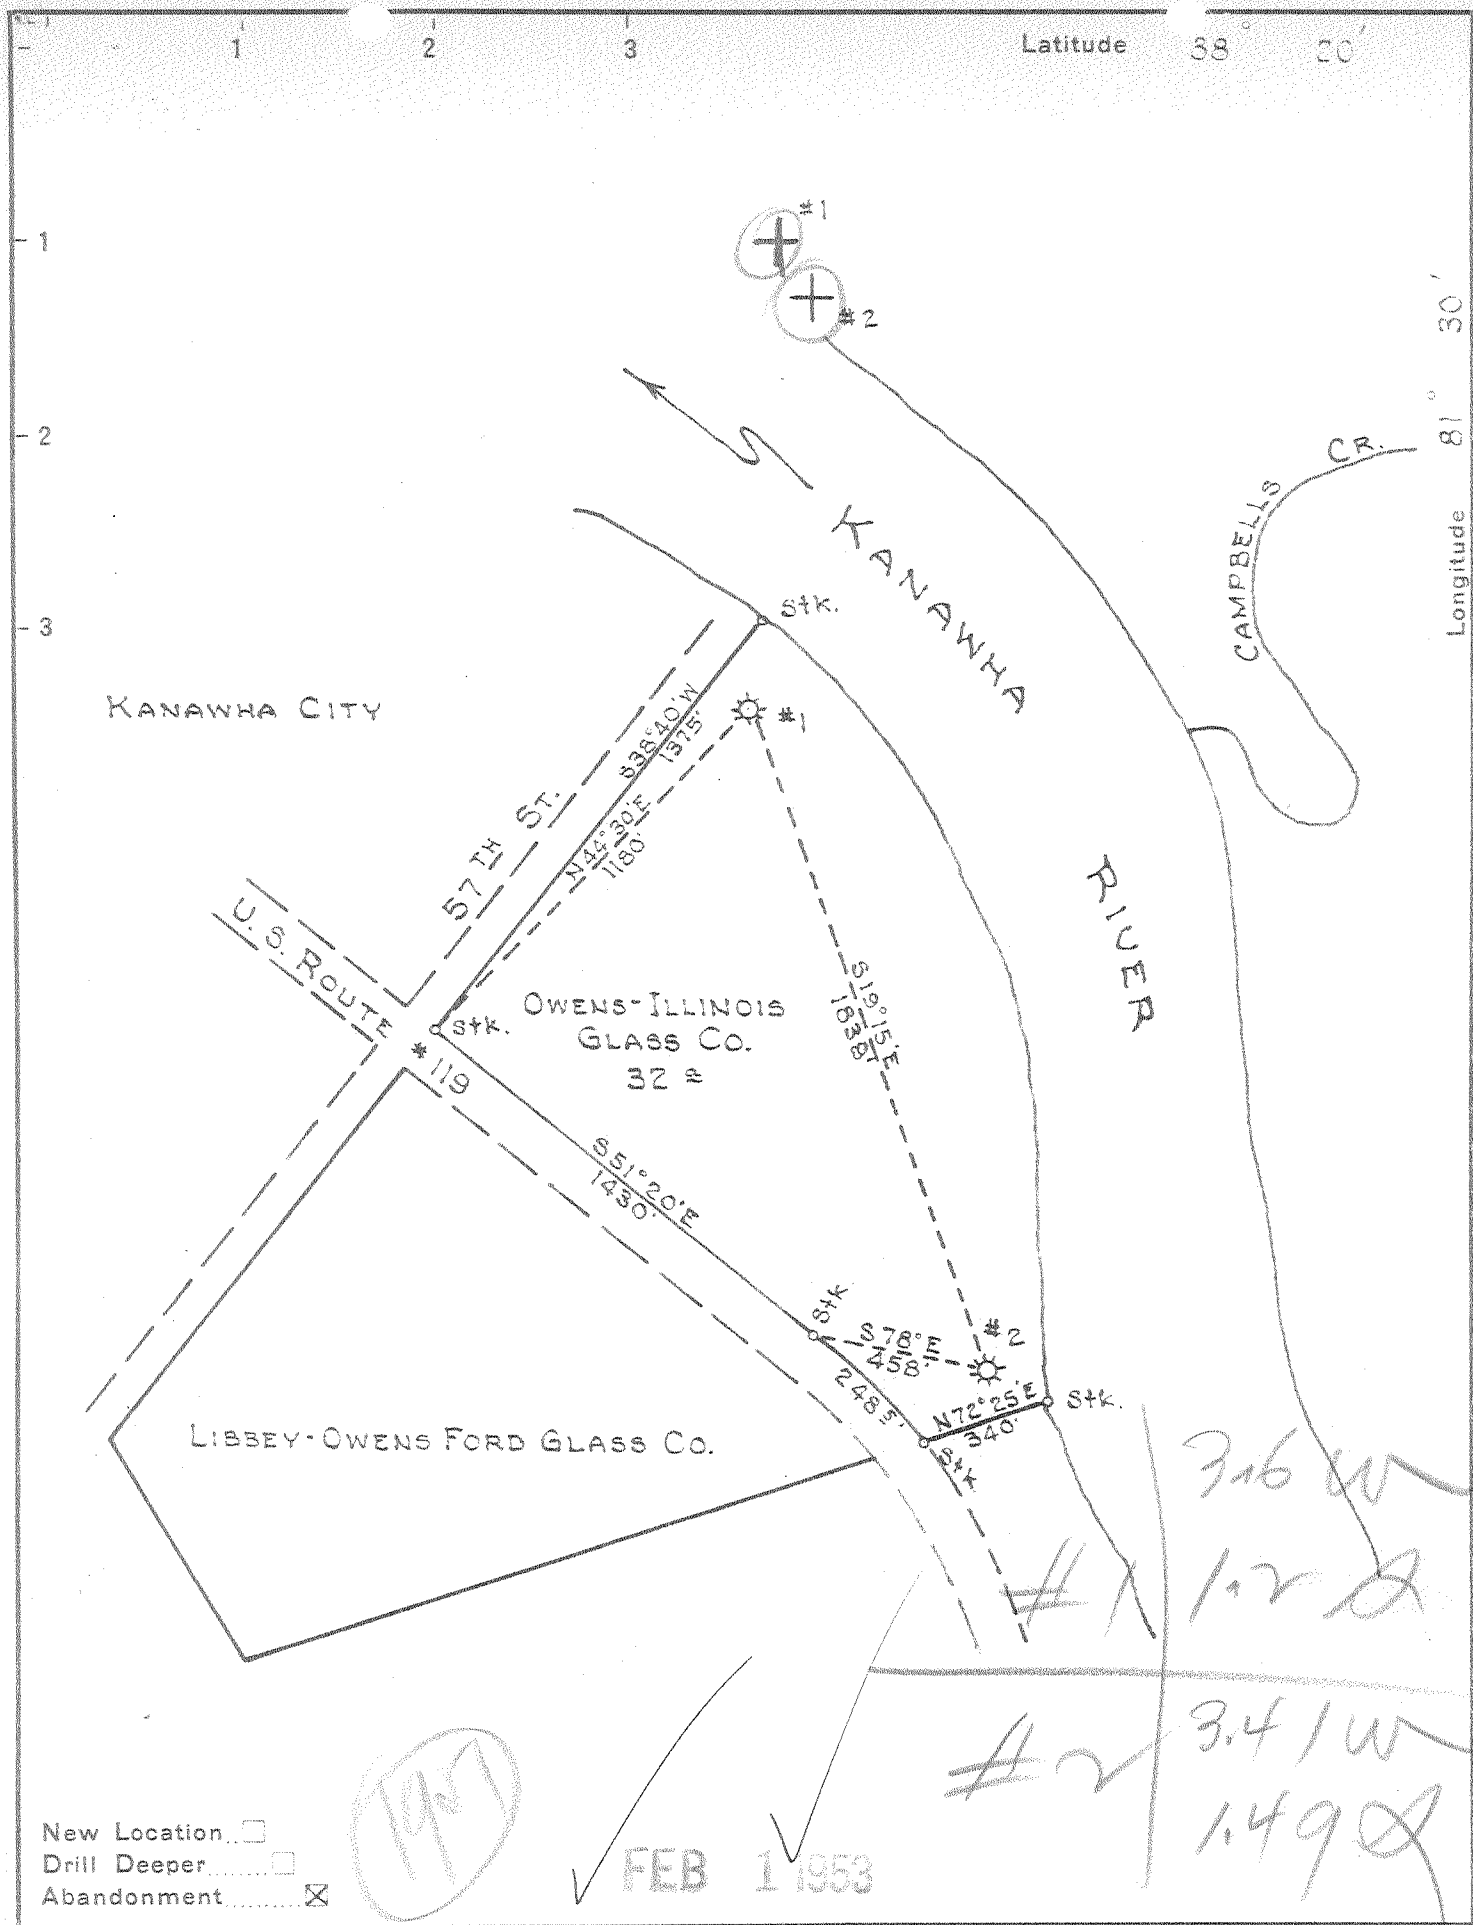 1 2 3 Latitude 38°
1
2
3
#1
#2
Longitude 81° 30'
CAMPBELLS CR.
KANAWHA RIVER
Stk.
KANAWHA CITY
#1
S38°40'W
1375'
N44°30'E
1180'
57TH ST.
U.S. ROUTE #119
Stk.
OWENS-ILLINOIS
GLASS CO.
32 a
S19°15'E
1838'
S51°20'E
1430'
Stk
S78°E
458'
#2
248.5'
N72°25'E
340'
Stk.
Stk
LIBBEY-OWENS FORD GLASS CO.
3.6 W
#1 1.2 S
#2 3.41 W
1.49 S
New Location
Drill Deeper
Abandonment
FEB 1 1953